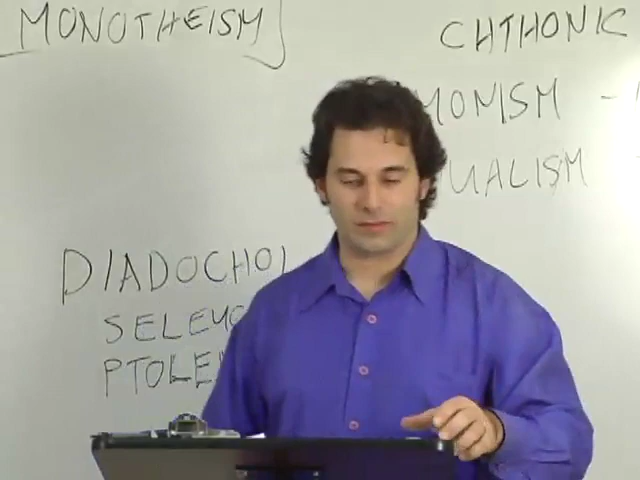 MONOTHEISM
CHTHONIC
MONISM -
UALISM
DIADOCHOI
SELEUC
PTOLE